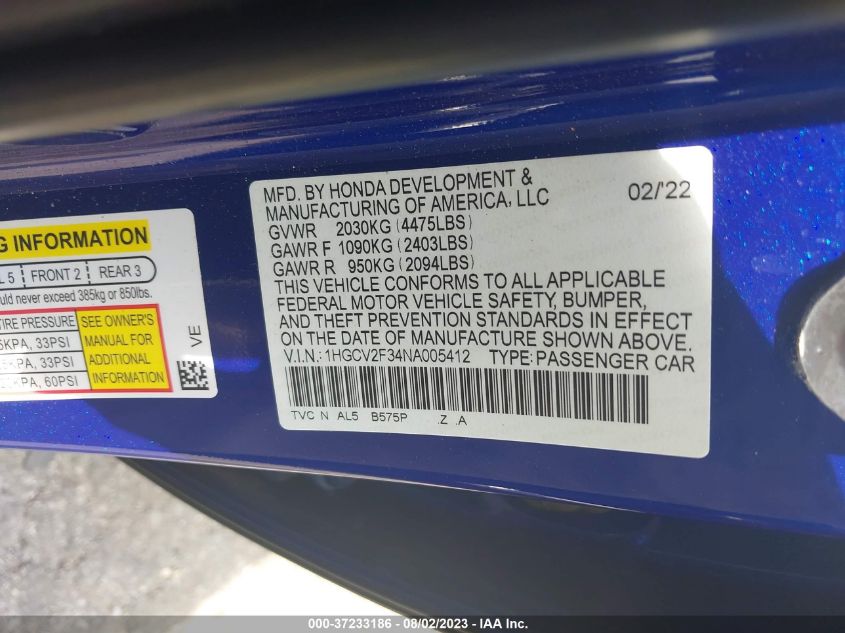 MFD. BY HONDA DEVELOPMENT & 02/'22
MANUFACTURING OF AMERICA, LLC
GVWR 2030KG (4475LBS)
GAWR F 1090KG (2403LBS)
GAWR R 950KG (2094LBS)
THIS VEHICLE CONFORMS TO ALL APPLICABLE
FEDERAL MOTOR VEHICLE SAFETY, BUMPER,
AND THEFT PREVENTION STANDARDS IN EFFECT
ON THE DATE OF MANUFACTURE SHOWN ABOVE.
V.I.N.: 1HGCV2F34NA005412 TYPE: PASSENGER CAR
TVC N AL5 B575P .Z .A
G INFORMATION
L 5 FRONT 2 REAR 3
ould never exceed 385kg or 850lbs.
TIRE PRESSURE
KPA, 33PSI
KPA, 33PSI
KPA, 60PSI
SEE OWNER'S
MANUAL FOR
ADDITIONAL
INFORMATION
VE
000-37233186 - 08/02/2023 - IAA Inc.